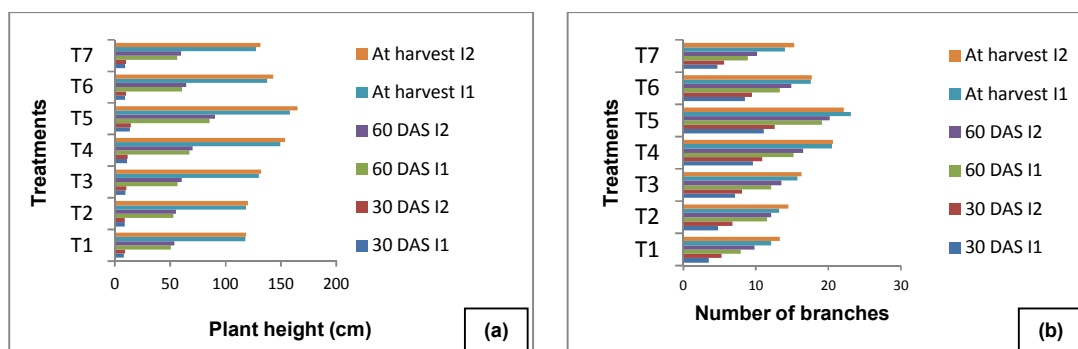 Treatments
T7
T6
T5
T4
T3
T2
T1
0 50 100 150 200
Plant height (cm)
At harvest I2
At harvest I1
60 DAS I2
60 DAS I1
30 DAS I2
30 DAS I1
(a)
Treatments
T7
T6
T5
T4
T3
T2
T1
0 10 20 30
Number of branches
At harvest I2
At harvest I1
60 DAS I2
60 DAS I1
30 DAS I2
30 DAS I1
(b)